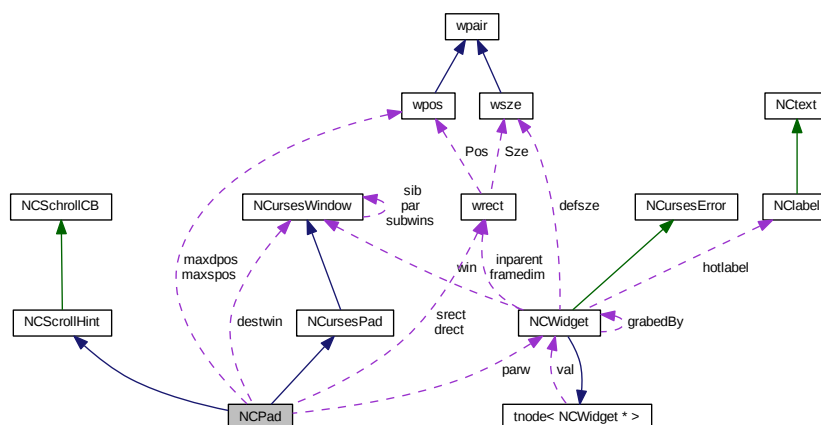 wpair
wpos
wsze
NCtext
Pos
Sze
sib
par
subwins
NCSchrollCB
NCursesWindow
wrect
defsze
NCursesError
NClabel
maxdpos
maxspos
win
inparent
framedim
hotlabel
destwin
srect
drect
NCScrollHint
NCursesPad
NCWidget
grabedBy
parw
val
NCPad
tnode< NCWidget * >